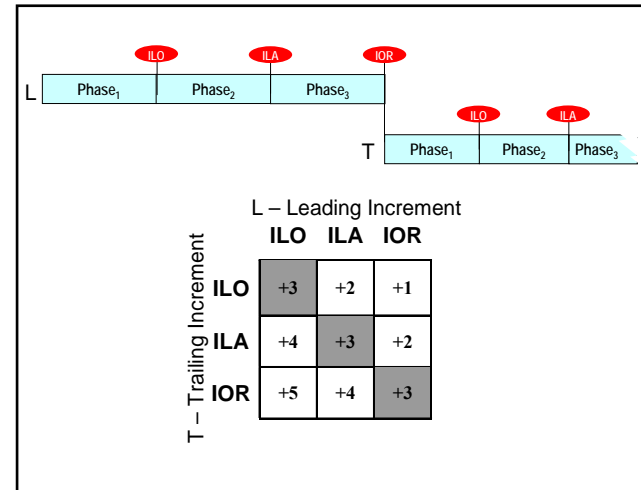 ILO ILA IOR
L Phase₁ Phase₂ Phase₃
ILO ILA
T Phase₁ Phase₂ Phase₃
L – Leading Increment
ILO ILA IOR
T – Trailing Increment
ILO +3 +2 +1
ILA +4 +3 +2
IOR +5 +4 +3